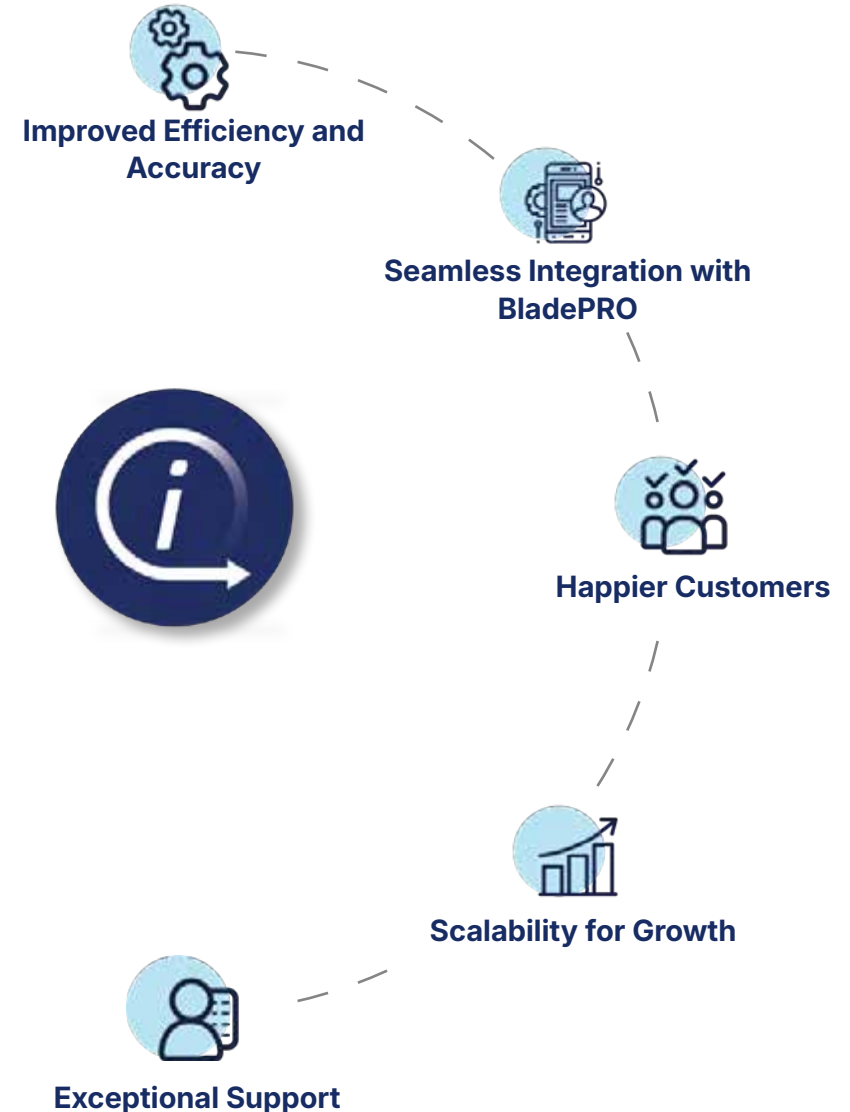 Improved Efficiency and
Accuracy
Seamless Integration with
BladePRO
i
Happier Customers
Scalability for Growth
Exceptional Support